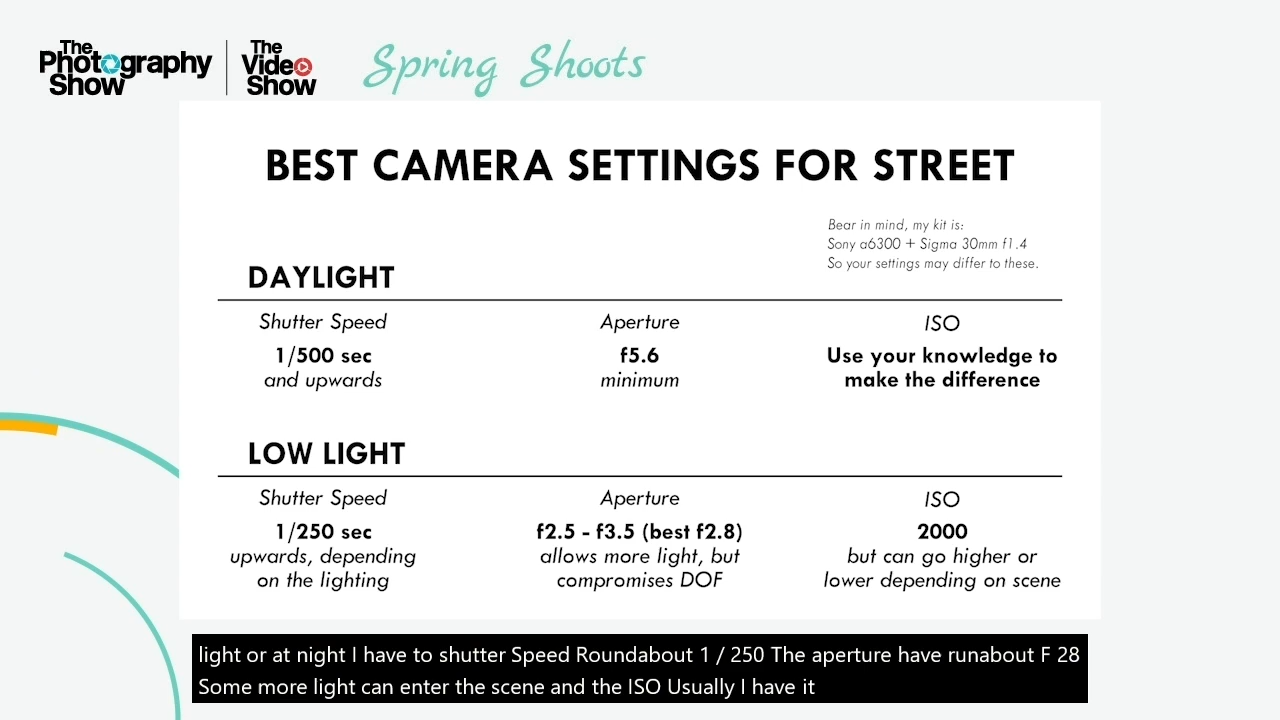 The Photography Show
The Video Show
Spring Shoots
BEST CAMERA SETTINGS FOR STREET
Bear in mind, my kit is:
Sony a6300 + Sigma 30mm f1.4
So your settings may differ to these.
DAYLIGHT
Shutter Speed
1/500 sec
and upwards
Aperture
f5.6
minimum
ISO
Use your knowledge to
make the difference
LOW LIGHT
Shutter Speed
1/250 sec
upwards, depending
on the lighting
Aperture
f2.5 - f3.5 (best f2.8)
allows more light, but
compromises DOF
ISO
2000
but can go higher or
lower depending on scene
light or at night I have to shutter Speed Roundabout 1 / 250 The aperture have runabout F 28
Some more light can enter the scene and the ISO Usually I have it